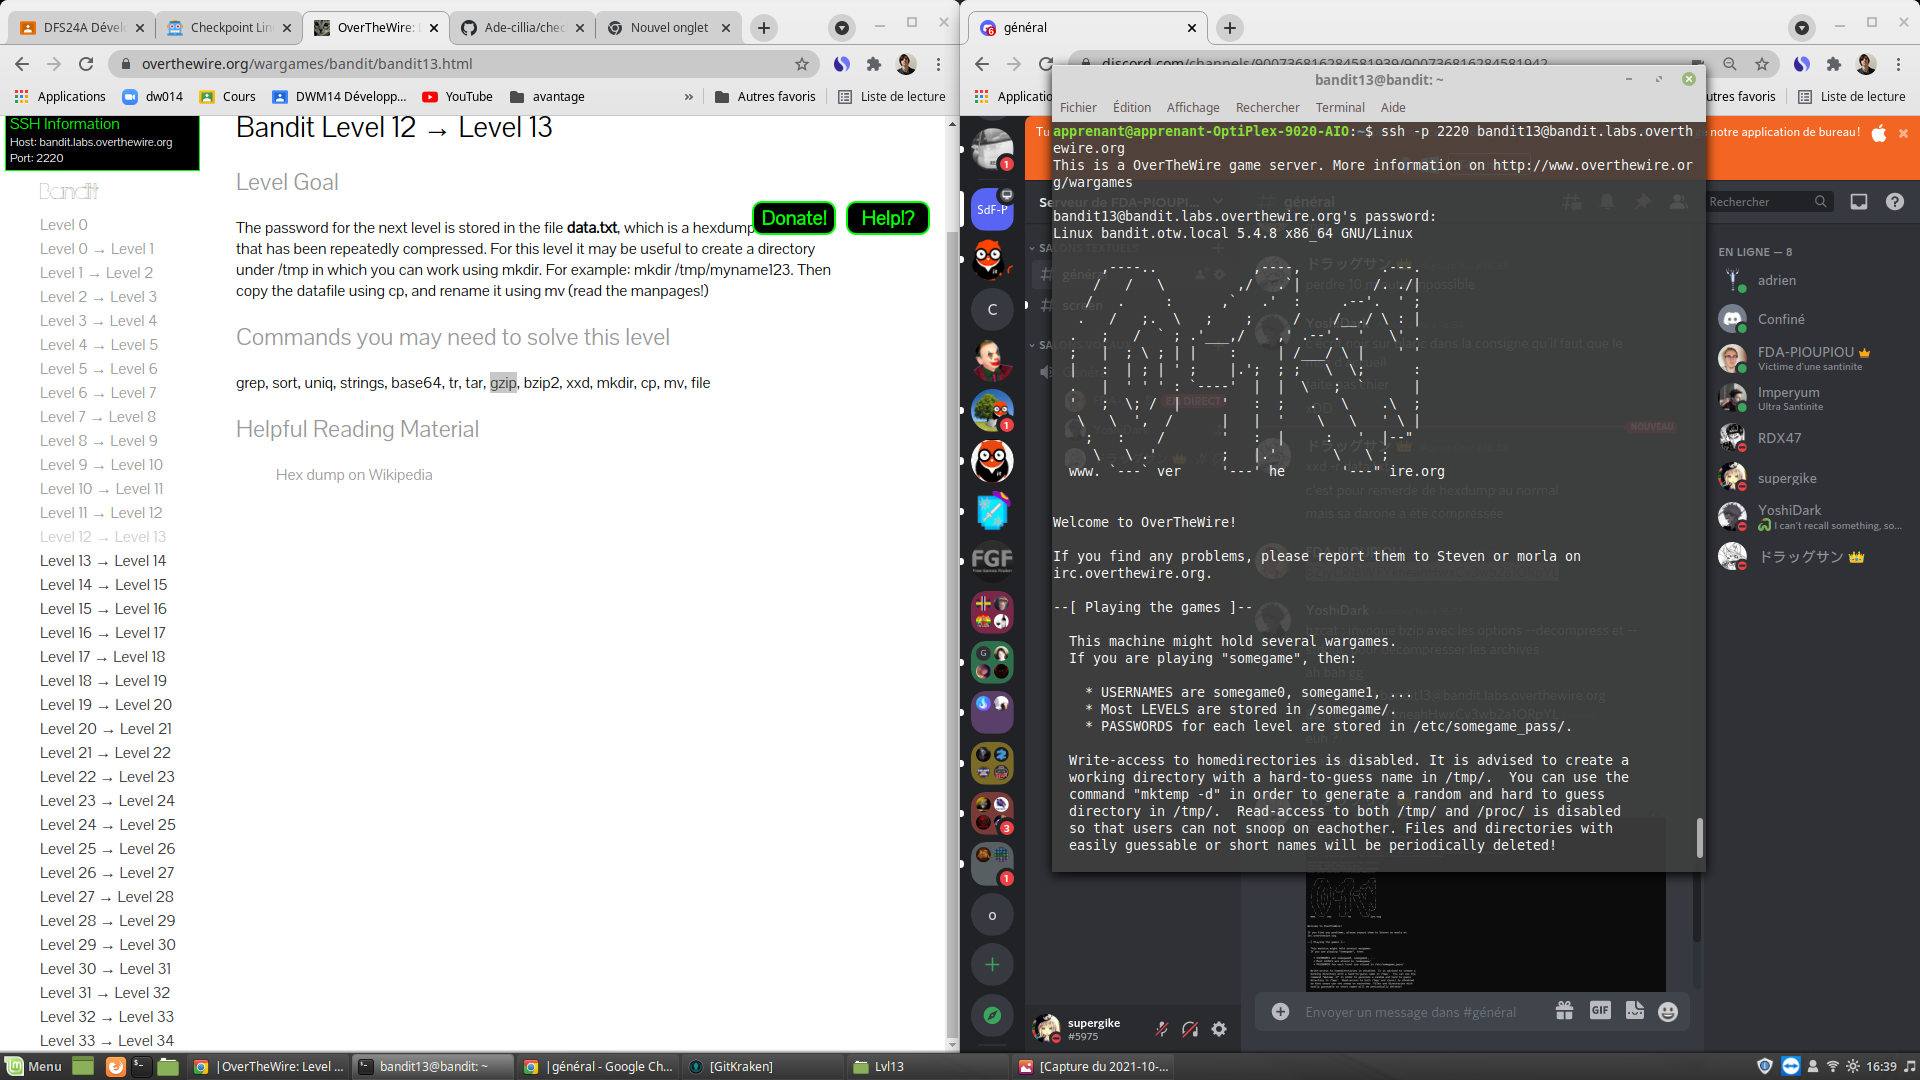 DFS24A Dével
Checkpoint Lin
OverTheWire:
Ade-cillia/chec
Nouvel onglet
overthewire.org/wargames/bandit/bandit13.html
Applications
dw014
Cours
DWM14 Développ...
YouTube
avantage
»
Autres favoris
Liste de lecture
SSH Information
Host: bandit.labs.overthewire.org
Port: 2220
Bandit
Level 0
Level 0 → Level 1
Level 1 → Level 2
Level 2 → Level 3
Level 3 → Level 4
Level 4 → Level 5
Level 5 → Level 6
Level 6 → Level 7
Level 7 → Level 8
Level 8 → Level 9
Level 9 → Level 10
Level 10 → Level 11
Level 11 → Level 12
Level 12 → Level 13
Level 13 → Level 14
Level 14 → Level 15
Level 15 → Level 16
Level 16 → Level 17
Level 17 → Level 18
Level 18 → Level 19
Level 19 → Level 20
Level 20 → Level 21
Level 21 → Level 22
Level 22 → Level 23
Level 23 → Level 24
Level 24 → Level 25
Level 25 → Level 26
Level 26 → Level 27
Level 27 → Level 28
Level 28 → Level 29
Level 29 → Level 30
Level 30 → Level 31
Level 31 → Level 32
Level 32 → Level 33
Level 33 → Level 34
Bandit Level 12 → Level 13
Level Goal
Donate!
Help!?
The password for the next level is stored in the file data.txt, which is a hexdump
that has been repeatedly compressed. For this level it may be useful to create a directory
under /tmp in which you can work using mkdir. For example: mkdir /tmp/myname123. Then
copy the datafile using cp, and rename it using mv (read the manpages!)
Commands you may need to solve this level
grep, sort, uniq, strings, base64, tr, tar, gzip, bzip2, xxd, mkdir, cp, mv, file
Helpful Reading Material
Hex dump on Wikipedia
général
discord.com/channels/900736816284581939/900736816284581942
utres favoris
Liste de lecture
bandit13@bandit: ~
Fichier
Édition
Affichage
Rechercher
Terminal
Aide
apprenant@apprenant-OptiPlex-9020-AIO:~$ ssh -p 2220 bandit13@bandit.labs.overth
ewire.org
This is a OverTheWire game server. More information on http://www.overthewire.or
g/wargames
bandit13@bandit.labs.overthewire.org's password:
Linux bandit.otw.local 5.4.8 x86_64 GNU/Linux
www. ver he ire.org
Welcome to OverTheWire!
If you find any problems, please report them to Steven or morla on
irc.overthewire.org.
--[ Playing the games ]--
This machine might hold several wargames.
If you are playing "somegame", then:
* USERNAMES are somegame0, somegame1, ...
* Most LEVELS are stored in /somegame/.
* PASSWORDS for each level are stored in /etc/somegame_pass/.
Write-access to homedirectories is disabled. It is advised to create a
working directory with a hard-to-guess name in /tmp/. You can use the
command "mktemp -d" in order to generate a random and hard to guess
directory in /tmp/. Read-access to both /tmp/ and /proc/ is disabled
so that users can not snoop on eachother. Files and directories with
easily guessable or short names will be periodically deleted!
notre application de bureau!
Rechercher
EN LIGNE — 8
adrien
Confiné
FDA-PIOUPIOU
Victime d'une santinite
Imperyum
Ultra Santinite
RDX47
supergike
YoshiDark
I can't recall something, so...
ドラッグサン
SdF-P
C
FGF
o
supergike
#5975
Envoyer un message dans #général
GIF
Menu
|OverTheWire: Level ...
bandit13@bandit: ~
|général - Google Ch...
[GitKraken]
Lvl13
[Capture du 2021-10-...
16:39